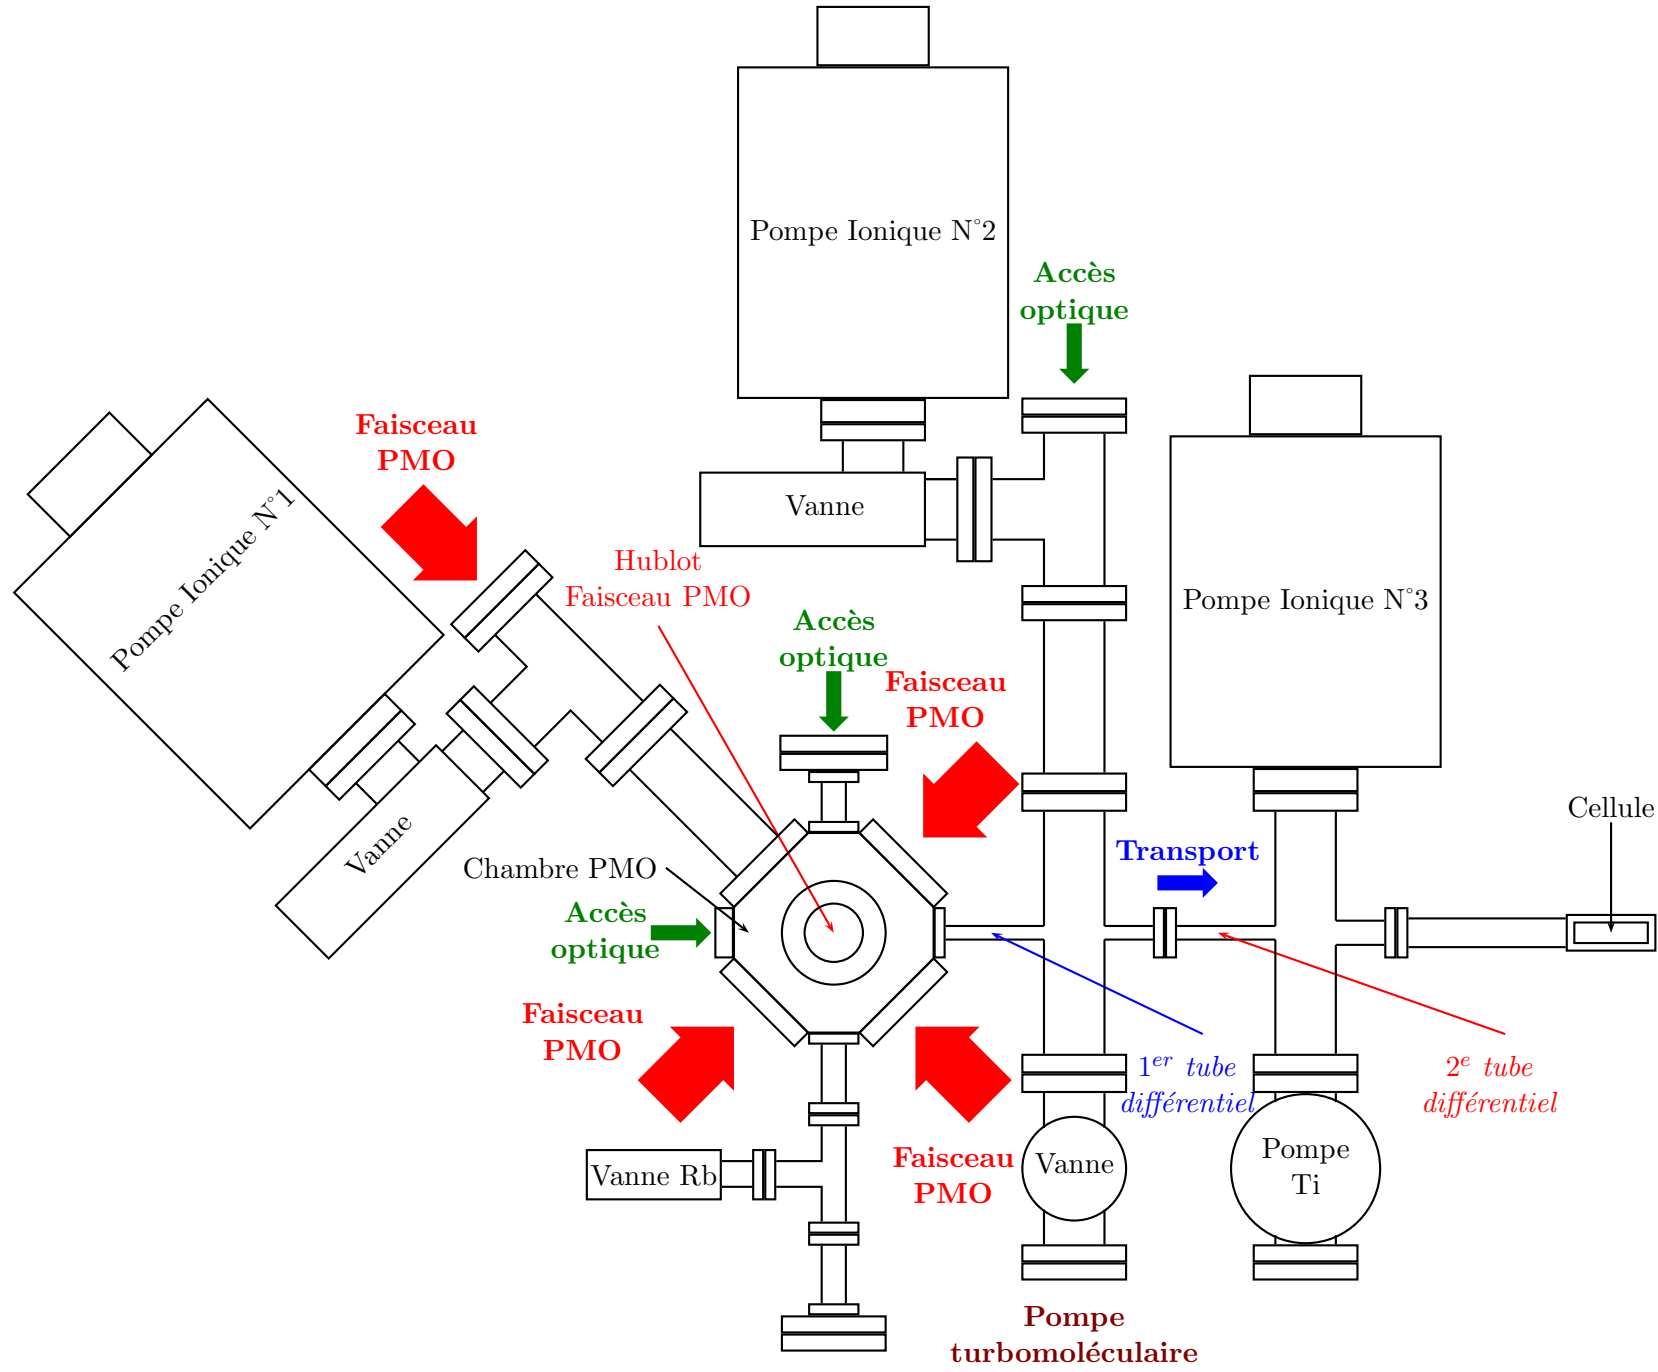 Pompe Ionique N°2
Accès
optique
Faisceau
PMO
Pompe Ionique N°1
Vanne
Hublot
Faisceau PMO
Pompe Ionique N°3
Accès
optique
Faisceau
PMO
Cellule
Vanne
Transport
Chambre PMO
Accès
optique
Faisceau
PMO
1er tube
différentiel
2e tube
différentiel
Vanne Rb
Faisceau
PMO
Vanne
Pompe
Ti
Pompe
turbomoléculaire